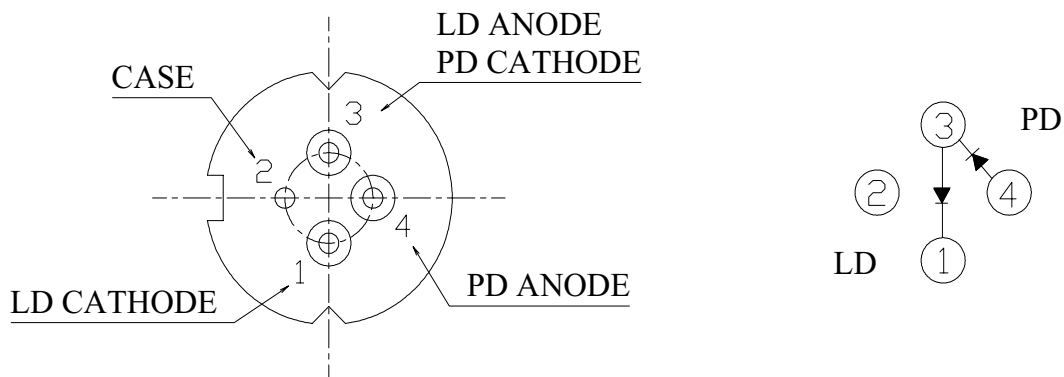 LD ANODE
PD CATHODE
CASE
3
2
4
1
LD CATHODE
PD ANODE
3
PD
2
4
LD
1